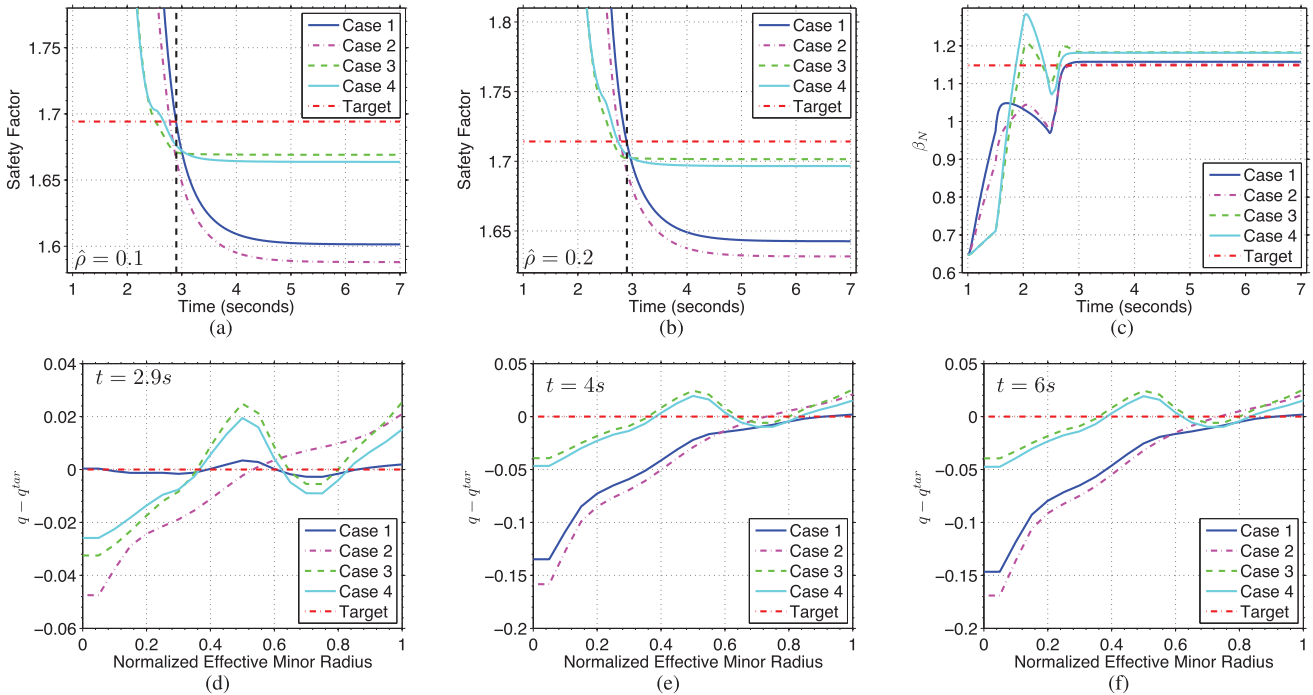 1.75
1.7
1.65
1.6
Safety Factor
Case 1
Case 2
Case 3
Case 4
Target
ρ̂ = 0.1
1 2 3 4 5 6 7
Time (seconds)
(a)
1.8
1.75
1.7
1.65
Safety Factor
Case 1
Case 2
Case 3
Case 4
Target
ρ̂ = 0.2
1 2 3 4 5 6 7
Time (seconds)
(b)
1.2
1.1
1
0.9
0.8
0.7
0.6
β_N
Case 1
Case 2
Case 3
Case 4
Target
1 2 3 4 5 6 7
Time (seconds)
(c)
0.04
0.02
0
−0.02
−0.04
−0.06
q − q^tar
t = 2.9s
Case 1
Case 2
Case 3
Case 4
Target
0 0.2 0.4 0.6 0.8 1
Normalized Effective Minor Radius
(d)
0.05
0
−0.05
−0.1
−0.15
−0.2
q − q^tar
t = 4s
Case 1
Case 2
Case 3
Case 4
Target
0 0.2 0.4 0.6 0.8 1
Normalized Effective Minor Radius
(e)
0.05
0
−0.05
−0.1
−0.15
−0.2
q − q^tar
t = 6s
Case 1
Case 2
Case 3
Case 4
Target
0 0.2 0.4 0.6 0.8 1
Normalized Effective Minor Radius
(f)